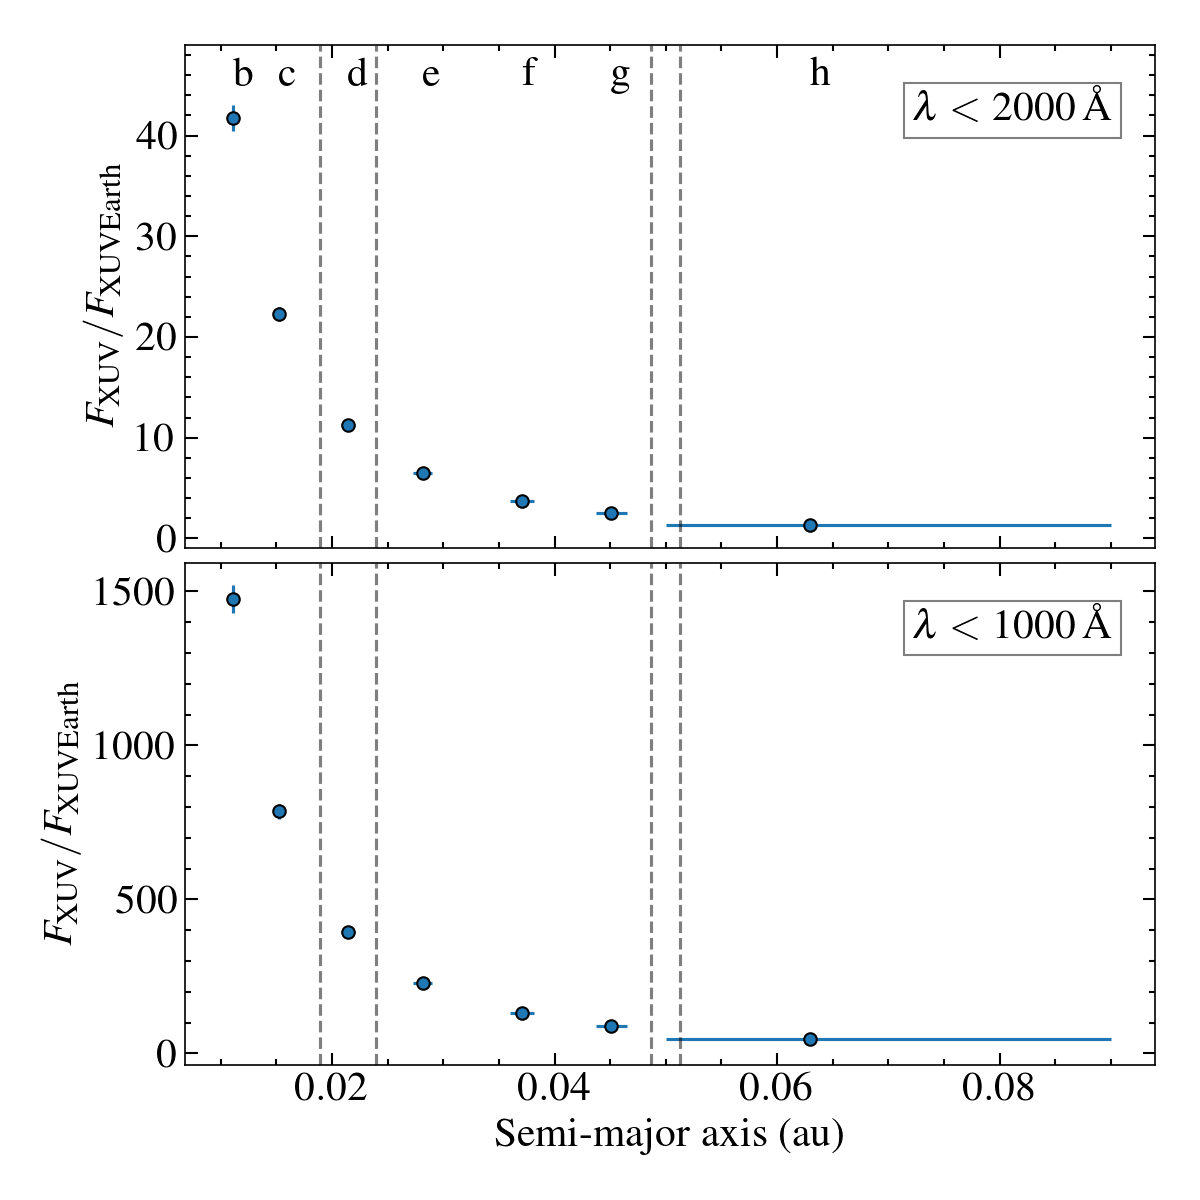 b c d e f g h
λ < 2000 Å
40
30
20
10
0
F_XUV/F_XUVEarth
λ < 1000 Å
1500
1000
500
0
F_XUV/F_XUVEarth
0.02 0.04 0.06 0.08
Semi-major axis (au)